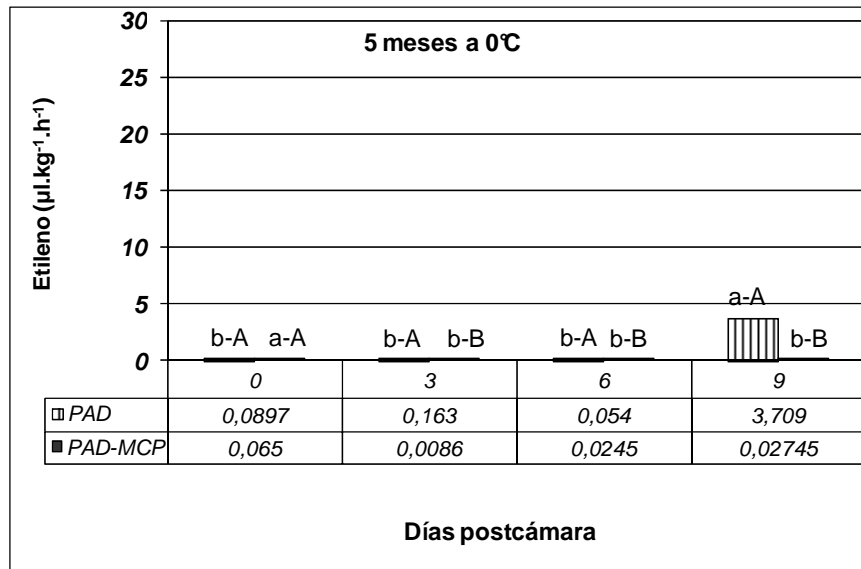 5 meses a 0°C
Etileno (µl.kg-1.h-1)
30
25
20
15
10
5
0
b-A a-A b-A b-B b-A b-B a-A b-B
0 3 6 9
PAD 0,0897 0,163 0,054 3,709
PAD-MCP 0,065 0,0086 0,0245 0,02745
Días postcámara